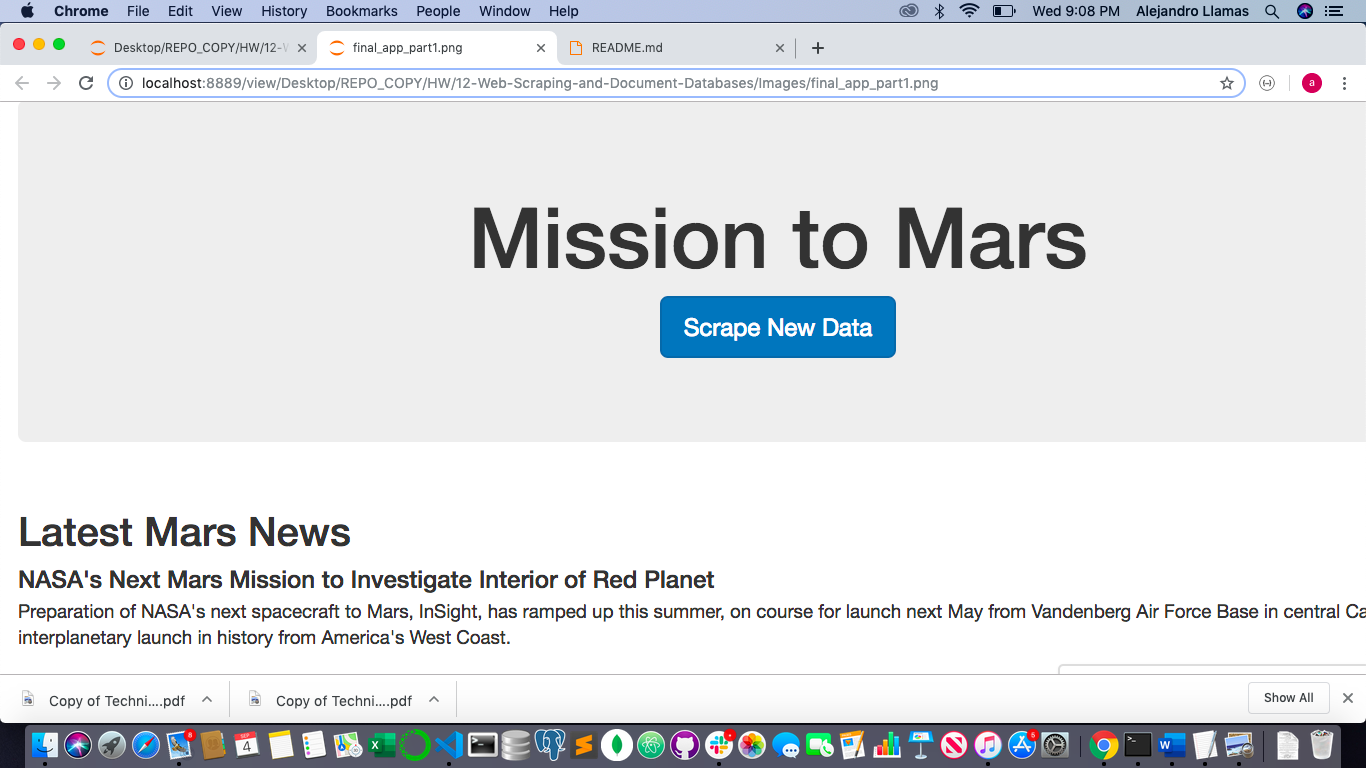 Chrome File Edit View History Bookmarks People Window Help Wed 9:08 PM Alejandro Llamas
Desktop/REPO_COPY/HW/12-W final_app_part1.png README.md
localhost:8889/view/Desktop/REPO_COPY/HW/12-Web-Scraping-and-Document-Databases/Images/final_app_part1.png a
Mission to Mars
Scrape New Data
Latest Mars News
NASA's Next Mars Mission to Investigate Interior of Red Planet
Preparation of NASA's next spacecraft to Mars, InSight, has ramped up this summer, on course for launch next May from Vandenberg Air Force Base in central Ca
interplanetary launch in history from America's West Coast.
Copy of Techni....pdf Copy of Techni....pdf Show All
8 SEP 4 5